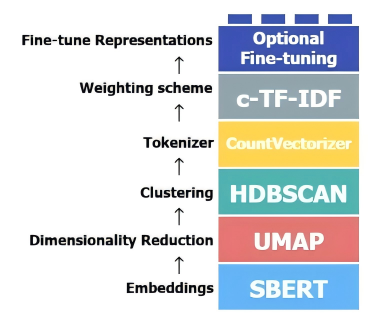 Fine-tune Representations
Optional
Fine-tuning
Weighting scheme
c-TF-IDF
Tokenizer
CountVectorizer
Clustering
HDBSCAN
Dimensionality Reduction
UMAP
Embeddings
SBERT